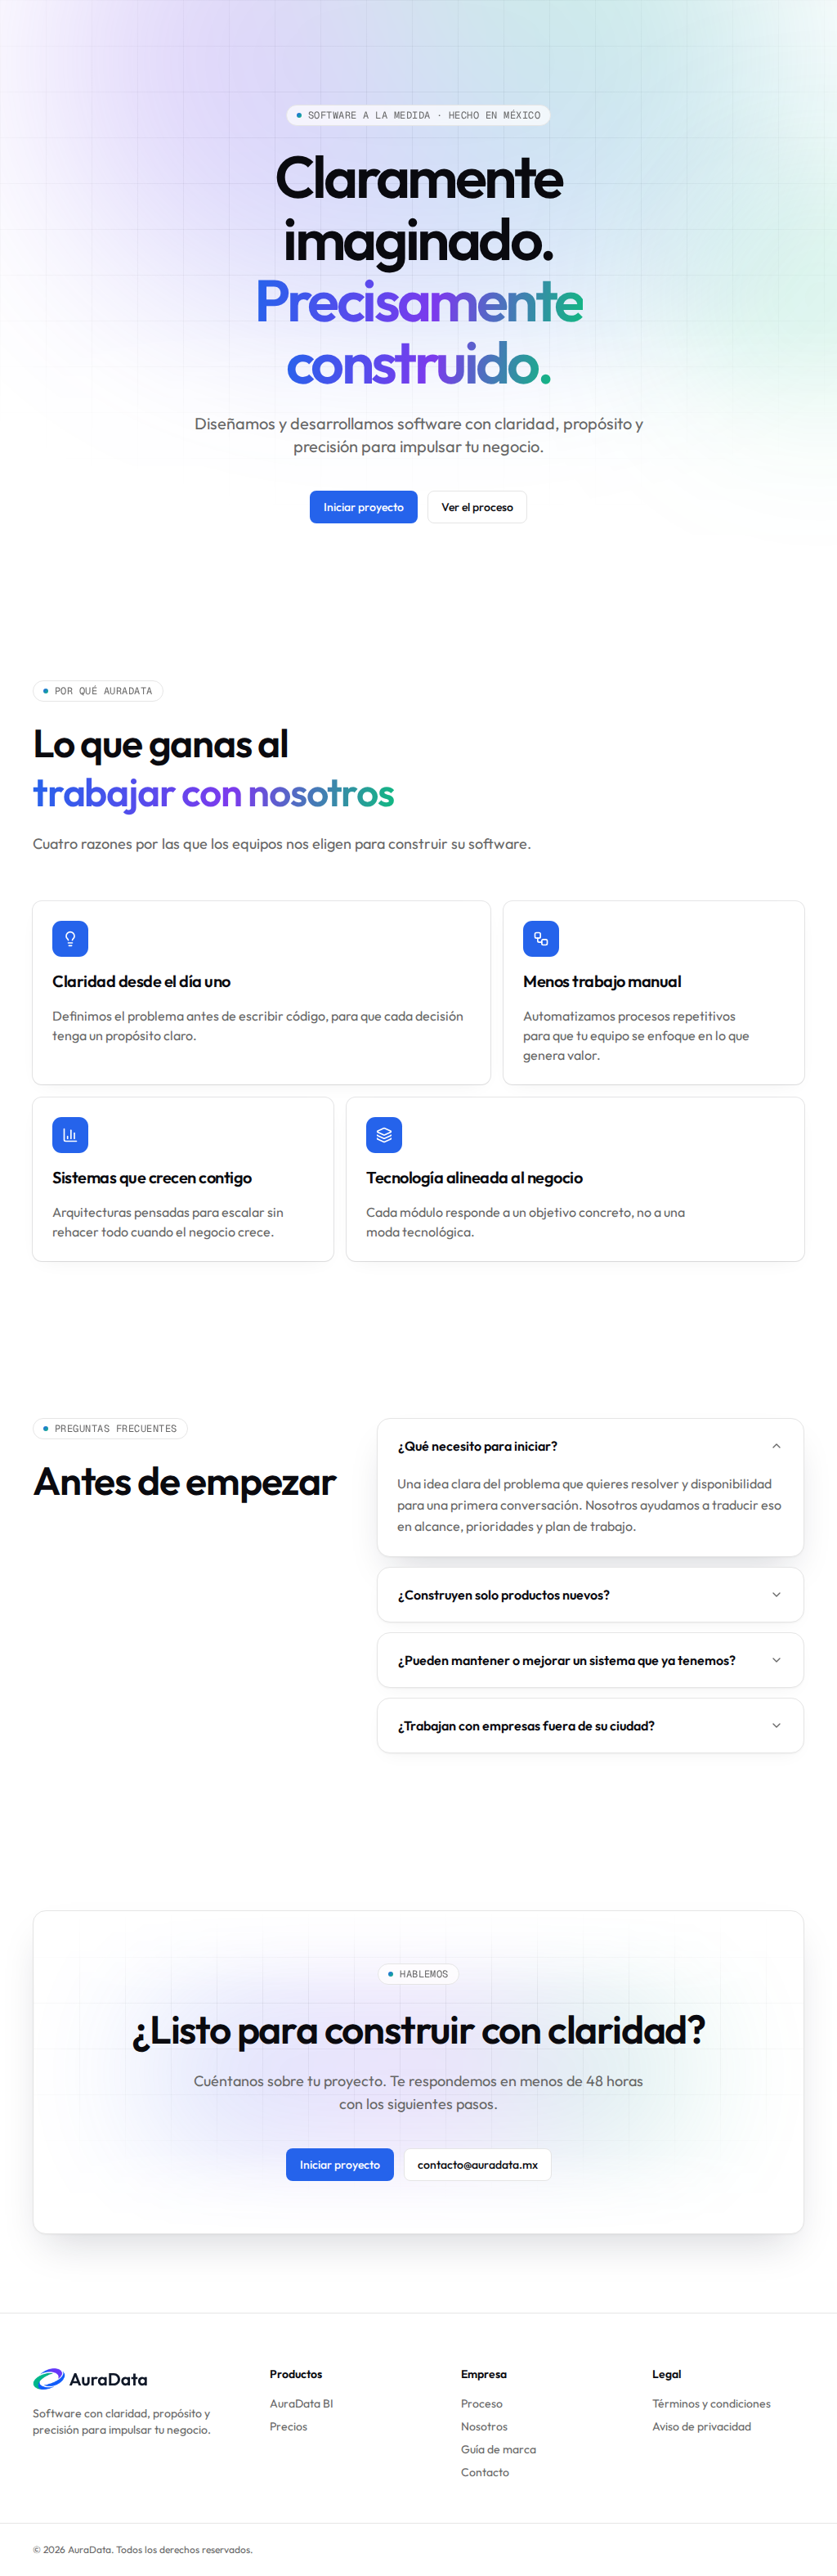 SOFTWARE A LA MEDIDA · HECHO EN MÉXICO
Claramente
imaginado.
Precisamente
construido.
Diseñamos y desarrollamos software con claridad, propósito y
precisión para impulsar tu negocio.
Iniciar proyecto
Ver el proceso
POR QUÉ AURADATA
Lo que ganas al
trabajar con nosotros
Cuatro razones por las que los equipos nos eligen para construir su software.
Claridad desde el día uno
Definimos el problema antes de escribir código, para que cada decisión
tenga un propósito claro.
Menos trabajo manual
Automatizamos procesos repetitivos
para que tu equipo se enfoque en lo que
genera valor.
Sistemas que crecen contigo
Arquitecturas pensadas para escalar sin
rehacer todo cuando el negocio crece.
Tecnología alineada al negocio
Cada módulo responde a un objetivo concreto, no a una
moda tecnológica.
PREGUNTAS FRECUENTES
Antes de empezar
¿Qué necesito para iniciar?
Una idea clara del problema que quieres resolver y disponibilidad
para una primera conversación. Nosotros ayudamos a traducir eso
en alcance, prioridades y plan de trabajo.
¿Construyen solo productos nuevos?
¿Pueden mantener o mejorar un sistema que ya tenemos?
¿Trabajan con empresas fuera de su ciudad?
HABLEMOS
¿Listo para construir con claridad?
Cuéntanos sobre tu proyecto. Te respondemos en menos de 48 horas
con los siguientes pasos.
Iniciar proyecto
contacto@auradata.mx
AuraData
Software con claridad, propósito y
precisión para impulsar tu negocio.
Productos
AuraData BI
Precios
Empresa
Proceso
Nosotros
Guía de marca
Contacto
Legal
Términos y condiciones
Aviso de privacidad
© 2026 AuraData. Todos los derechos reservados.